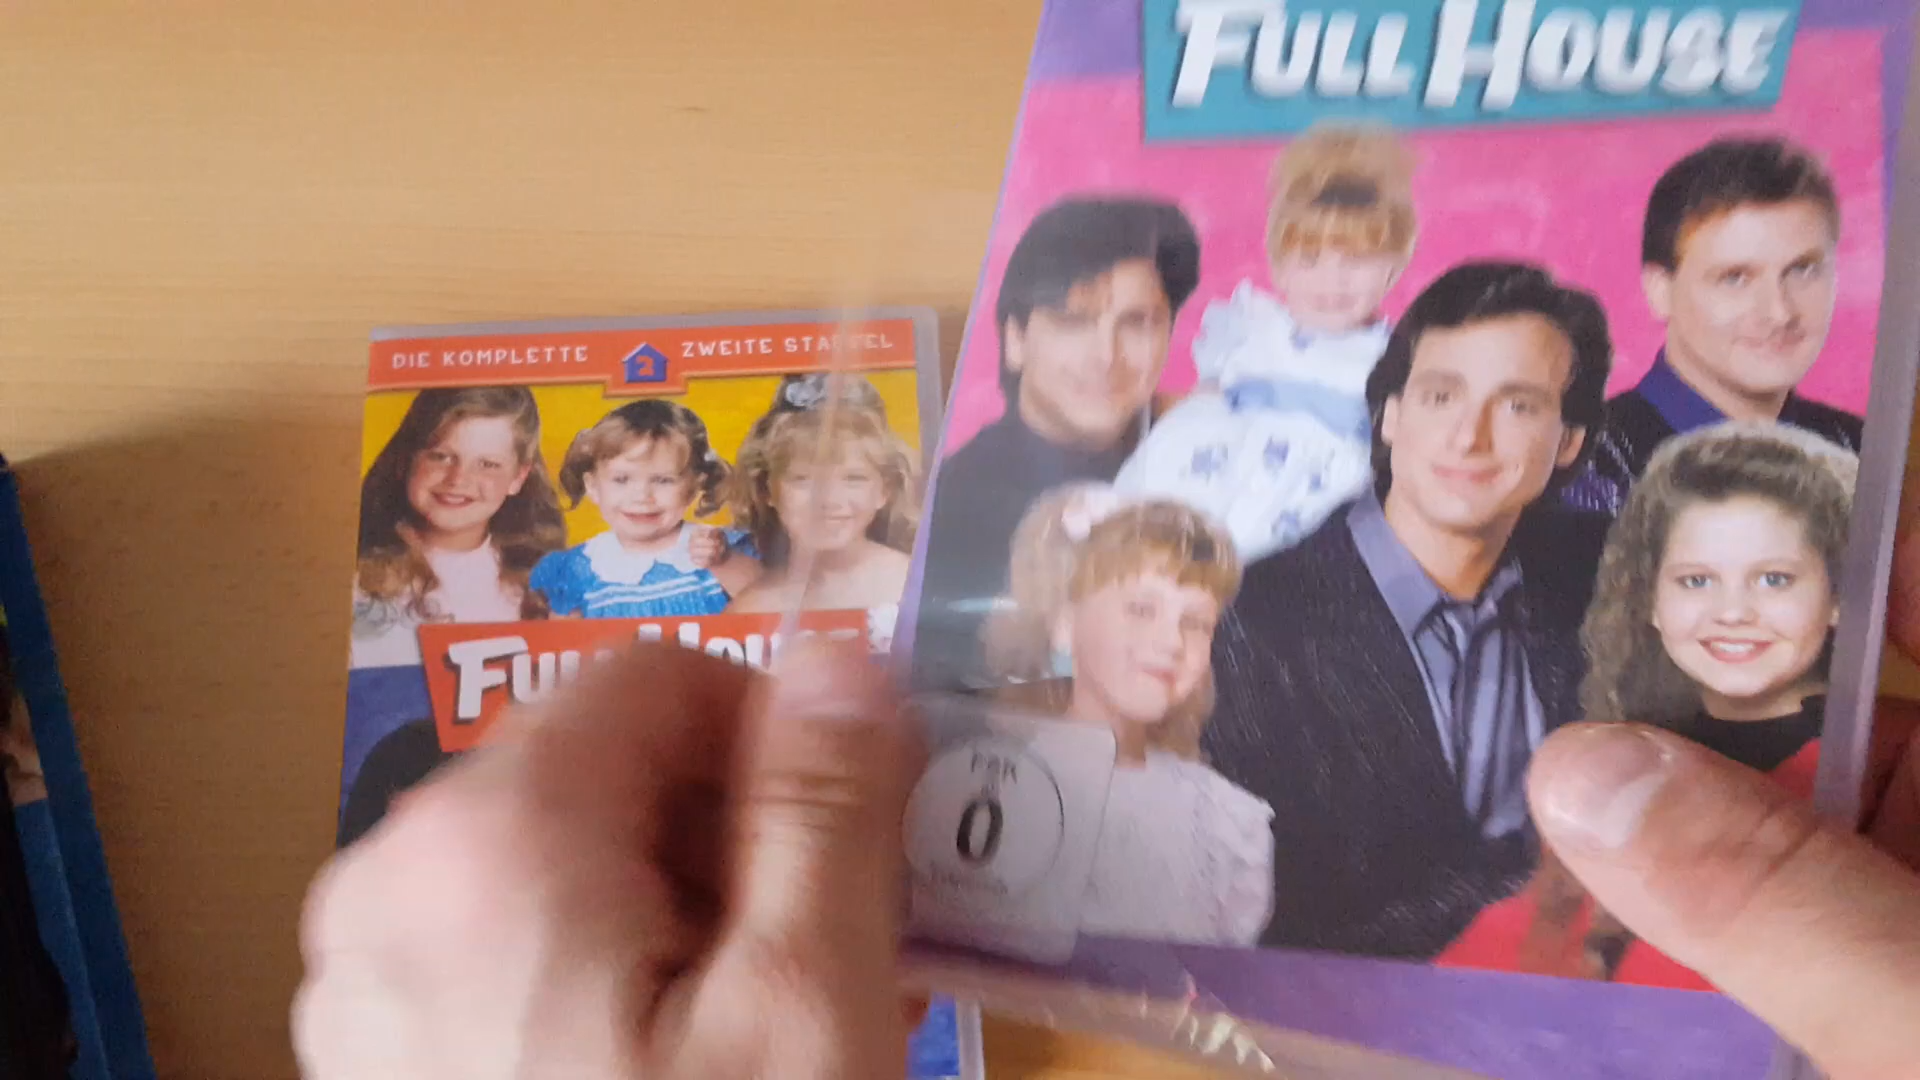 FULL HOUSE
DIE KOMPLETTE 2 ZWEITE STAFFEL
FULL HOUSE
FSK
0